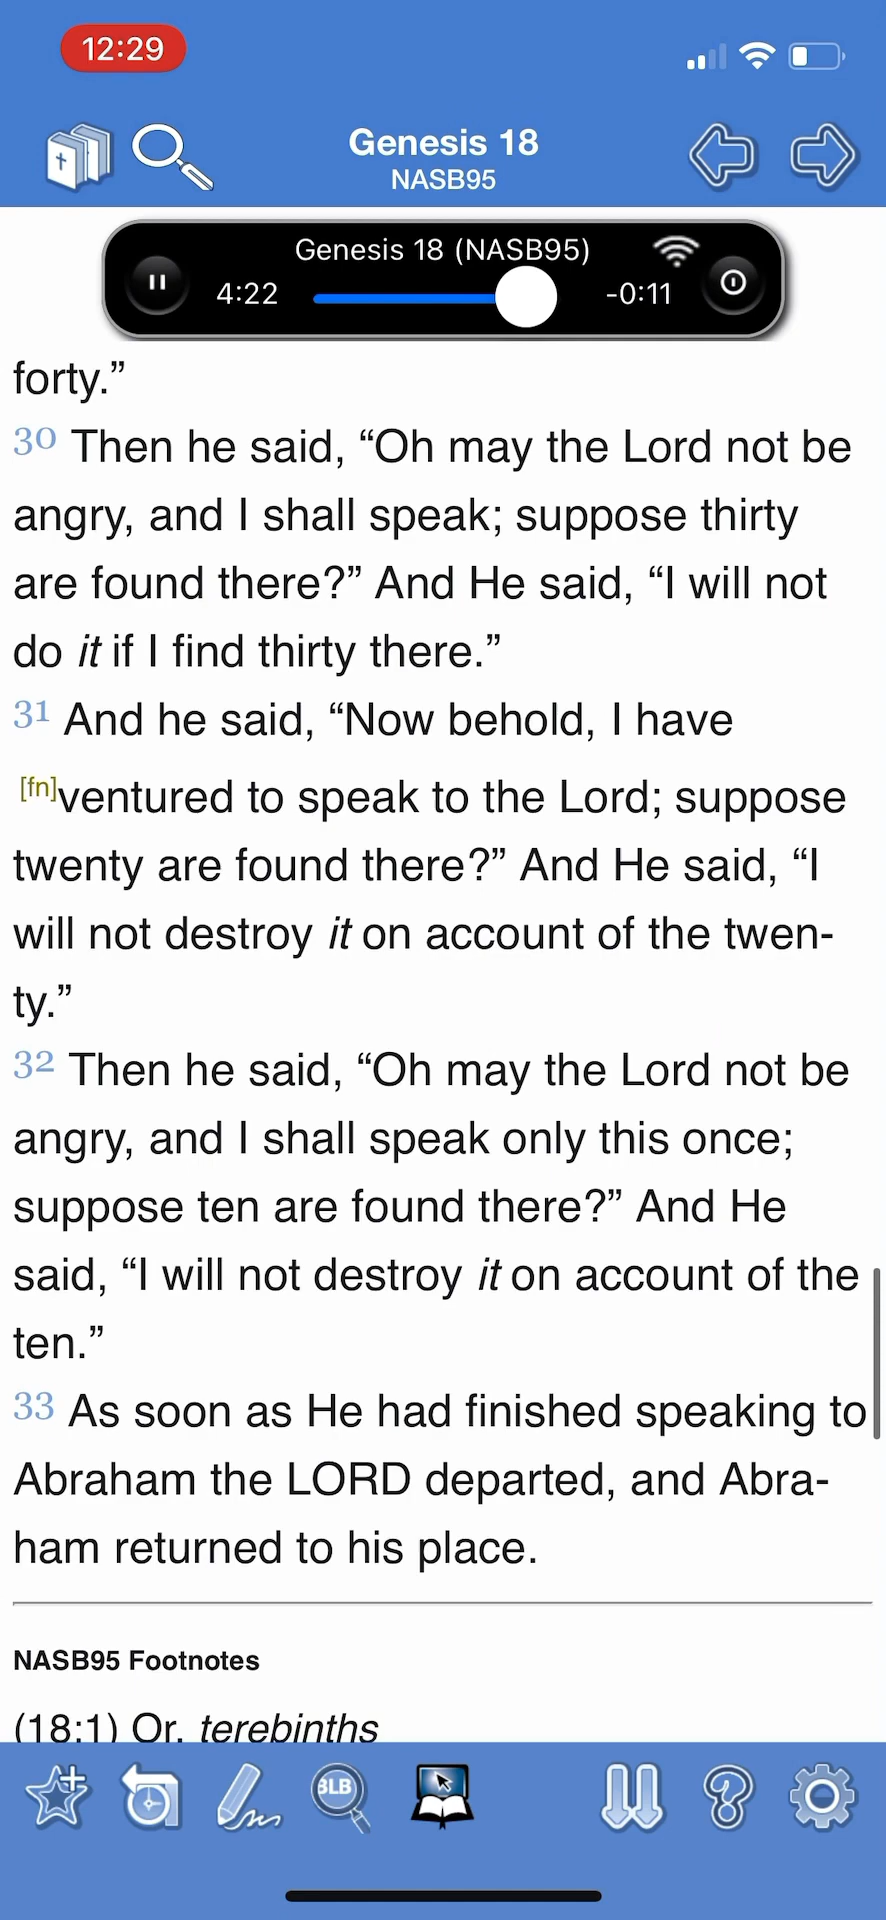 12:29
Genesis 18
NASB95
Genesis 18 (NASB95)
4:22
-0:11
forty.”
30 Then he said, “Oh may the Lord not be
angry, and I shall speak; suppose thirty
are found there?” And He said, “I will not
do it if I find thirty there.”
31 And he said, “Now behold, I have
[fn]ventured to speak to the Lord; suppose
twenty are found there?” And He said, “I
will not destroy it on account of the twen-
ty.”
32 Then he said, “Oh may the Lord not be
angry, and I shall speak only this once;
suppose ten are found there?” And He
said, “I will not destroy it on account of the
ten.”
33 As soon as He had finished speaking to
Abraham the LORD departed, and Abra-
ham returned to his place.
NASB95 Footnotes
(18:1) Or, terebinths
BLB